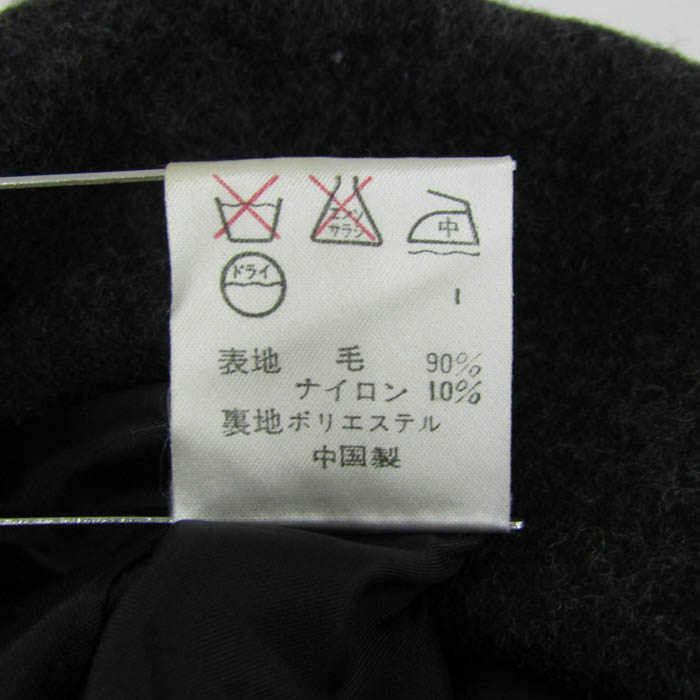 エンソ
サラシ
中
ドライ
1
表地 毛 90%
ナイロン 10%
裏地ポリエステル
中国製